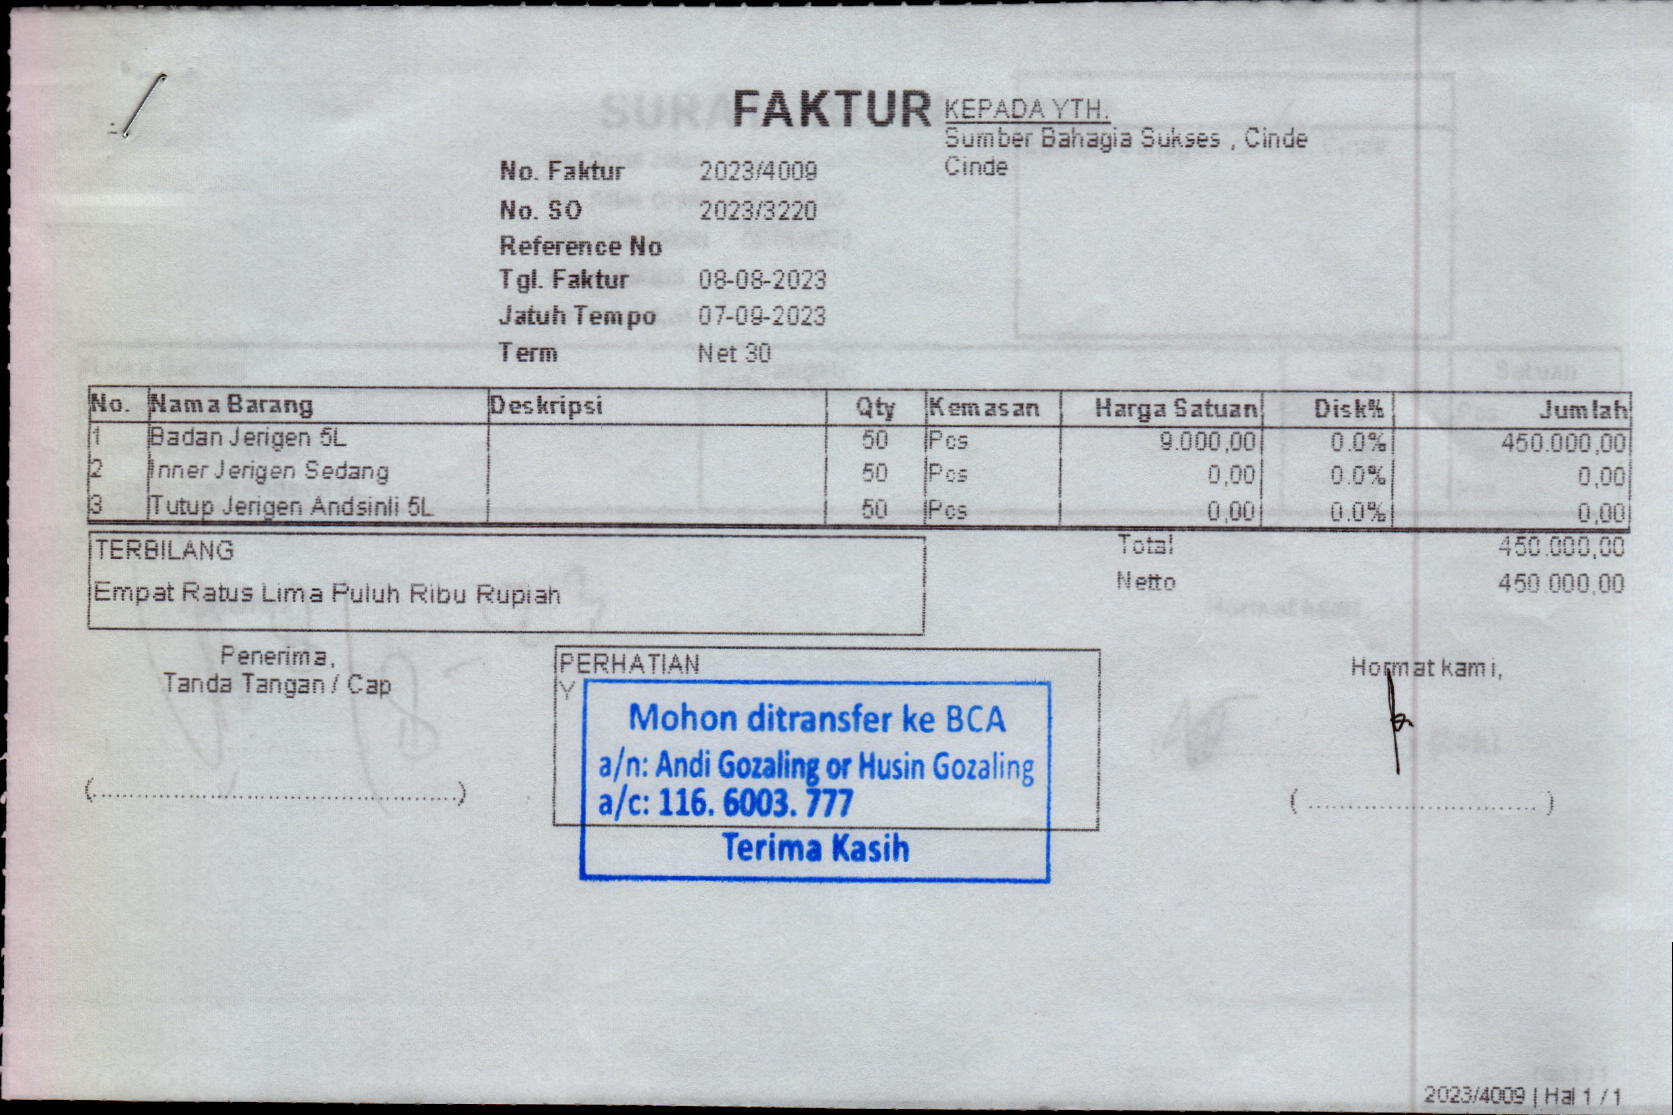 FAKTUR
KEPADA YTH.
Sumber Bahagia Sukses , Cinde
Cinde
No. Faktur 2023/4009
No. SO 2023/3220
Reference No
Tgl. Faktur 08-08-2023
Jatuh Tempo 07-09-2023
Term Net 30
No. Nama Barang Deskripsi Qty Kemasan Harga Satuan Disk% Jumlah
1 Badan Jerigen 5L 50 Pcs 9.000,00 0.0% 450.000,00
2 Inner Jerigen Sedang 50 Pcs 0,00 0.0% 0,00
3 Tutup Jerigen Andsinli 5L 50 Pcs 0,00 0.0% 0,00
TERBILANG
Empat Ratus Lima Puluh Ribu Rupiah
Total 450.000,00
Netto 450.000,00
Penerima,
Tanda Tangan / Cap
(..................................................)
PERHATIAN
Y
Mohon ditransfer ke BCA
a/n: Andi Gozaling or Husin Gozaling
a/c: 116. 6003. 777
Terima Kasih
Hormat kami,
( ............................... )
2023/4009 | Hal 1 / 1